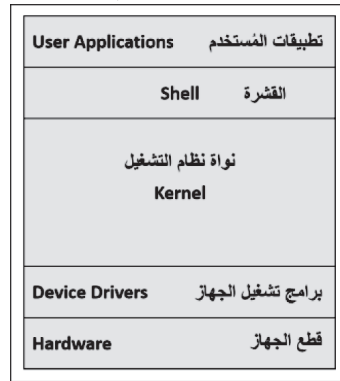 User Applications تطبيقات المُستخدم
Shell القشرة
نواة نظام التشغيل
Kernel
Device Drivers برامج تشغيل الجهاز
Hardware قطع الجهاز